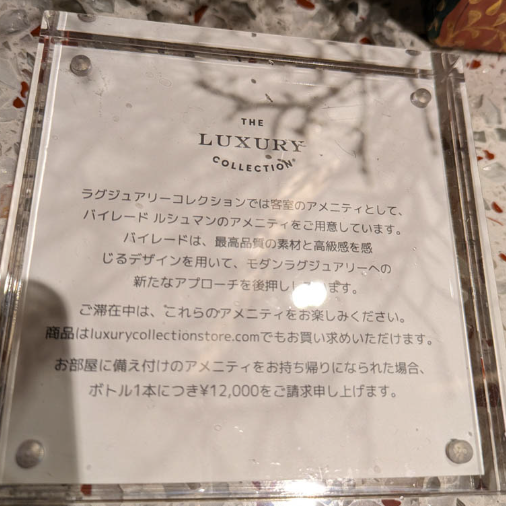 THE
LUXURY
COLLECTION®
ラグジュアリーコレクションでは客室のアメニティとして、
バイレード ルシュマンのアメニティをご用意しています。
バイレードは、最高品質の素材と高級感を感
じるデザインを用いて、モダンラグジュアリーへの
新たなアプローチを後押し ます。
ご滞在中は、これらのアメニティをお楽しみください。
商品はluxurycollectionstore.comでもお買い求めいただけます。
お部屋に備え付けのアメニティをお持ち帰りになられた場合、
ボトル1本につき¥12,000をご請求申し上げます。